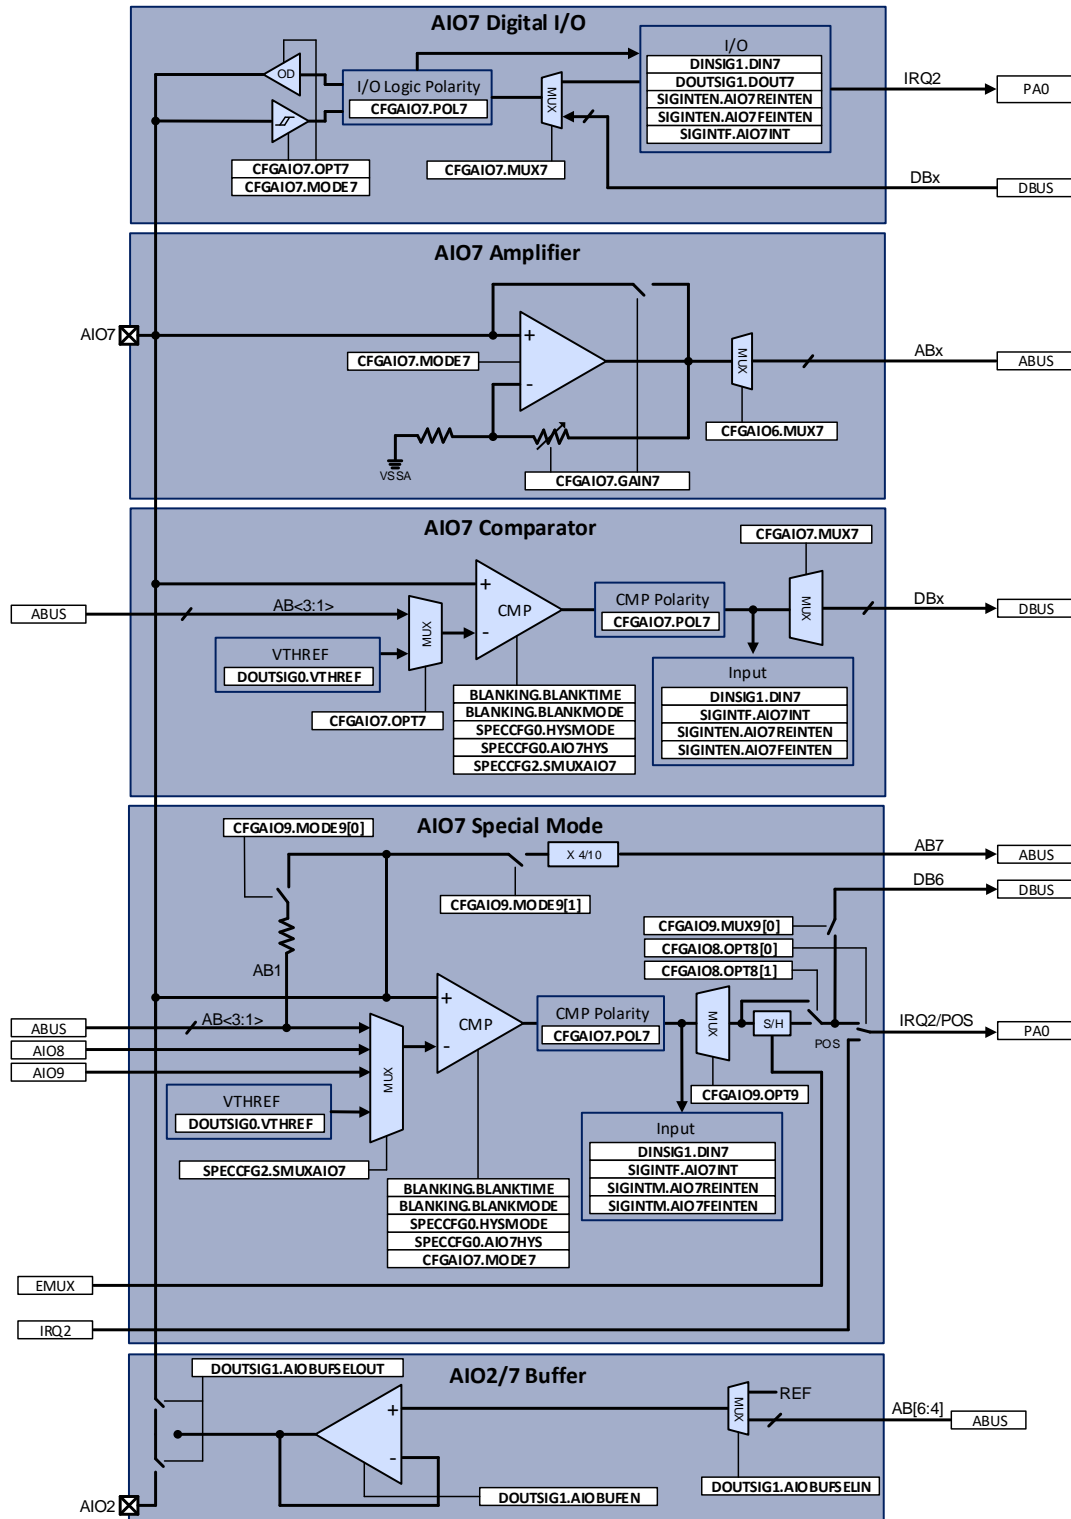 AIO7 Digital I/O
OD
I/O Logic Polarity
CFGAIO7.POL7
MUX
I/O
DINSIG1.DIN7
DOUTSIG1.DOUT7
SIGINTEN.AIO7REINTEN
SIGINTEN.AIO7FEINTEN
SIGINTF.AIO7INT
IRQ2
PA0
CFGAIO7.OPT7
CFGAIO7.MODE7
CFGAIO7.MUX7
DBx
DBUS
AIO7 Amplifier
AIO7
+
-
CFGAIO7.MODE7
MUX
ABx
ABUS
CFGAIO6.MUX7
VSSA
CFGAIO7.GAIN7
AIO7 Comparator
CFGAIO7.MUX7
ABUS
AB<3:1>
MUX
+
-
CMP
CMP Polarity
CFGAIO7.POL7
MUX
DBx
DBUS
VTHREF
DOUTSIG0.VTHREF
CFGAIO7.OPT7
BLANKING.BLANKTIME
BLANKING.BLANKMODE
SPECCFG0.HYSMODE
SPECCFG0.AIO7HYS
SPECCFG2.SMUXAIO7
Input
DINSIG1.DIN7
SIGINTF.AIO7INT
SIGINTEN.AIO7REINTEN
SIGINTEN.AIO7FEINTEN
AIO7 Special Mode
CFGAIO9.MODE9[0]
X 4/10
AB7
ABUS
CFGAIO9.MODE9[1]
DB6
DBUS
CFGAIO9.MUX9[0]
CFGAIO8.OPT8[0]
CFGAIO8.OPT8[1]
AB1
ABUS
AB<3:1>
AIO8
AIO9
MUX
+
-
CMP
CMP Polarity
CFGAIO7.POL7
MUX
S/H
POS
IRQ2/POS
PA0
CFGAIO9.OPT9
VTHREF
DOUTSIG0.VTHREF
SPECCFG2.SMUXAIO7
BLANKING.BLANKTIME
BLANKING.BLANKMODE
SPECCFG0.HYSMODE
SPECCFG0.AIO7HYS
CFGAIO7.MODE7
Input
DINSIG1.DIN7
SIGINTF.AIO7INT
SIGINTM.AIO7REINTEN
SIGINTM.AIO7FEINTEN
EMUX
IRQ2
AIO2/7 Buffer
DOUTSIG1.AIOBUFSELOUT
+
-
MUX
REF
AB[6:4]
ABUS
DOUTSIG1.AIOBUFEN
DOUTSIG1.AIOBUFSELIN
AIO2